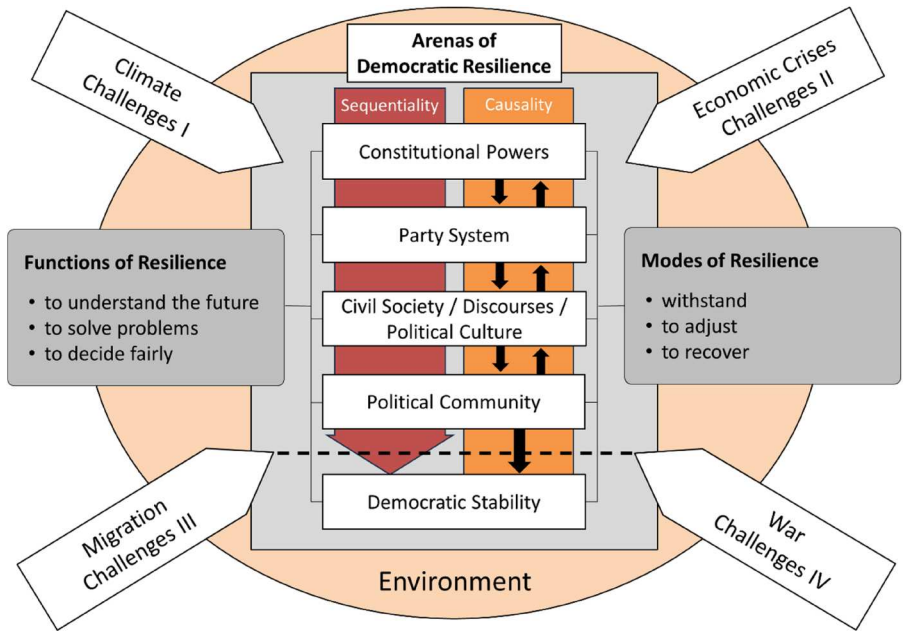 Arenas of
Democratic Resilience
Climate
Challenges I
Economic Crises
Challenges II
Sequentiality
Causality
Constitutional Powers
Party System
Civil Society / Discourses /
Political Culture
Political Community
Democratic Stability
Functions of Resilience
• to understand the future
• to solve problems
• to decide fairly
Modes of Resilience
• withstand
• to adjust
• to recover
Migration
Challenges III
War
Challenges IV
Environment